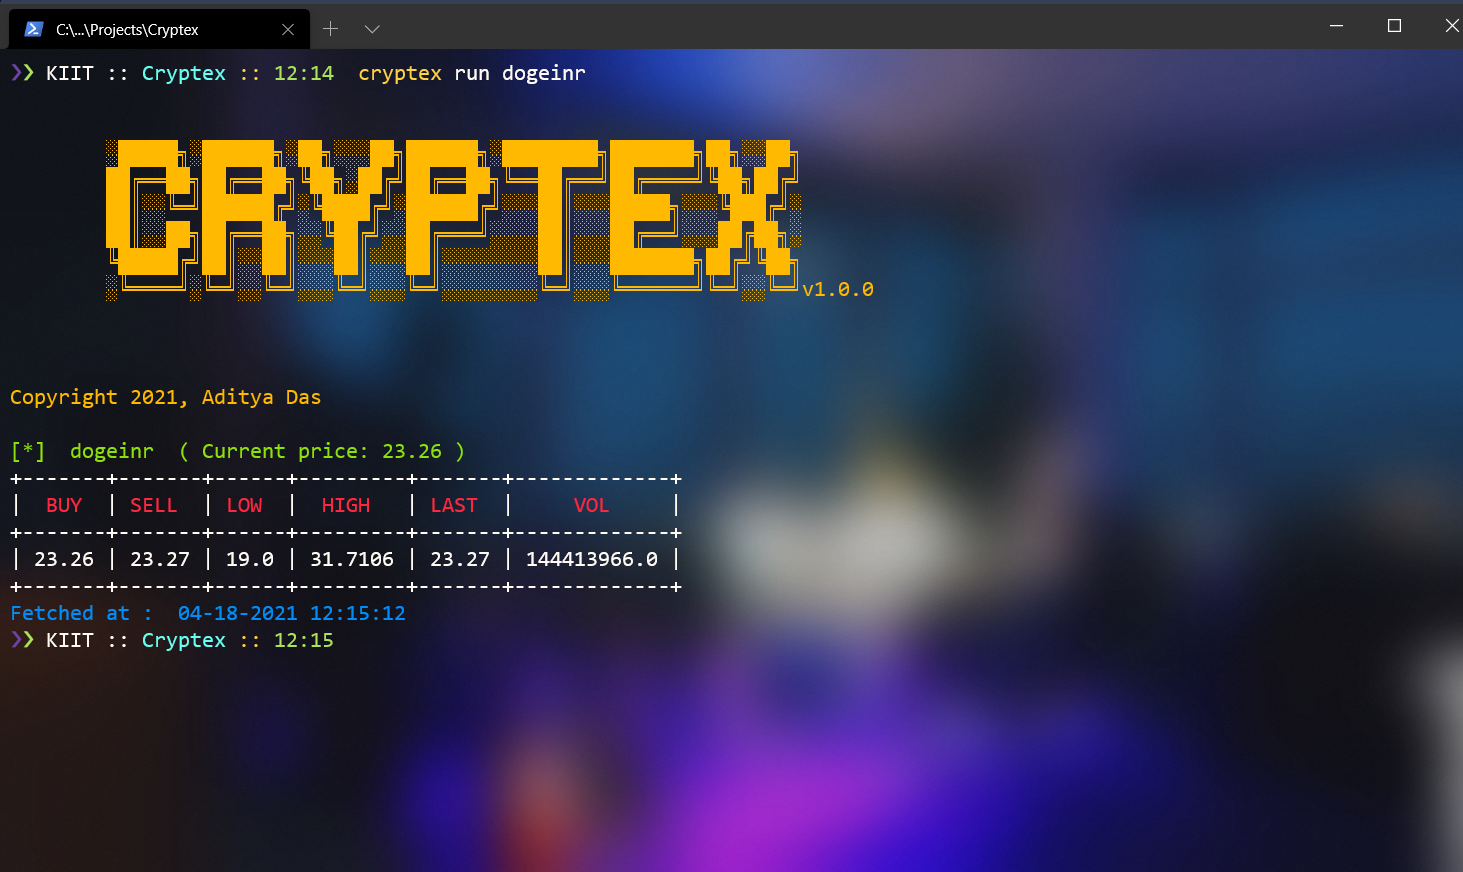 C:\...\Projects\Cryptex
❯❯ KIIT :: Cryptex :: 12:14 cryptex run dogeinr
CRYPTEX
v1.0.0
Copyright 2021, Aditya Das
[*] dogeinr ( Current price: 23.26 )
+-------+-------+------+---------+-------+-------------+
| BUY | SELL | LOW | HIGH | LAST | VOL |
+-------+-------+------+---------+-------+-------------+
| 23.26 | 23.27 | 19.0 | 31.7106 | 23.27 | 144413966.0 |
+-------+-------+------+---------+-------+-------------+
Fetched at : 04-18-2021 12:15:12
❯❯ KIIT :: Cryptex :: 12:15